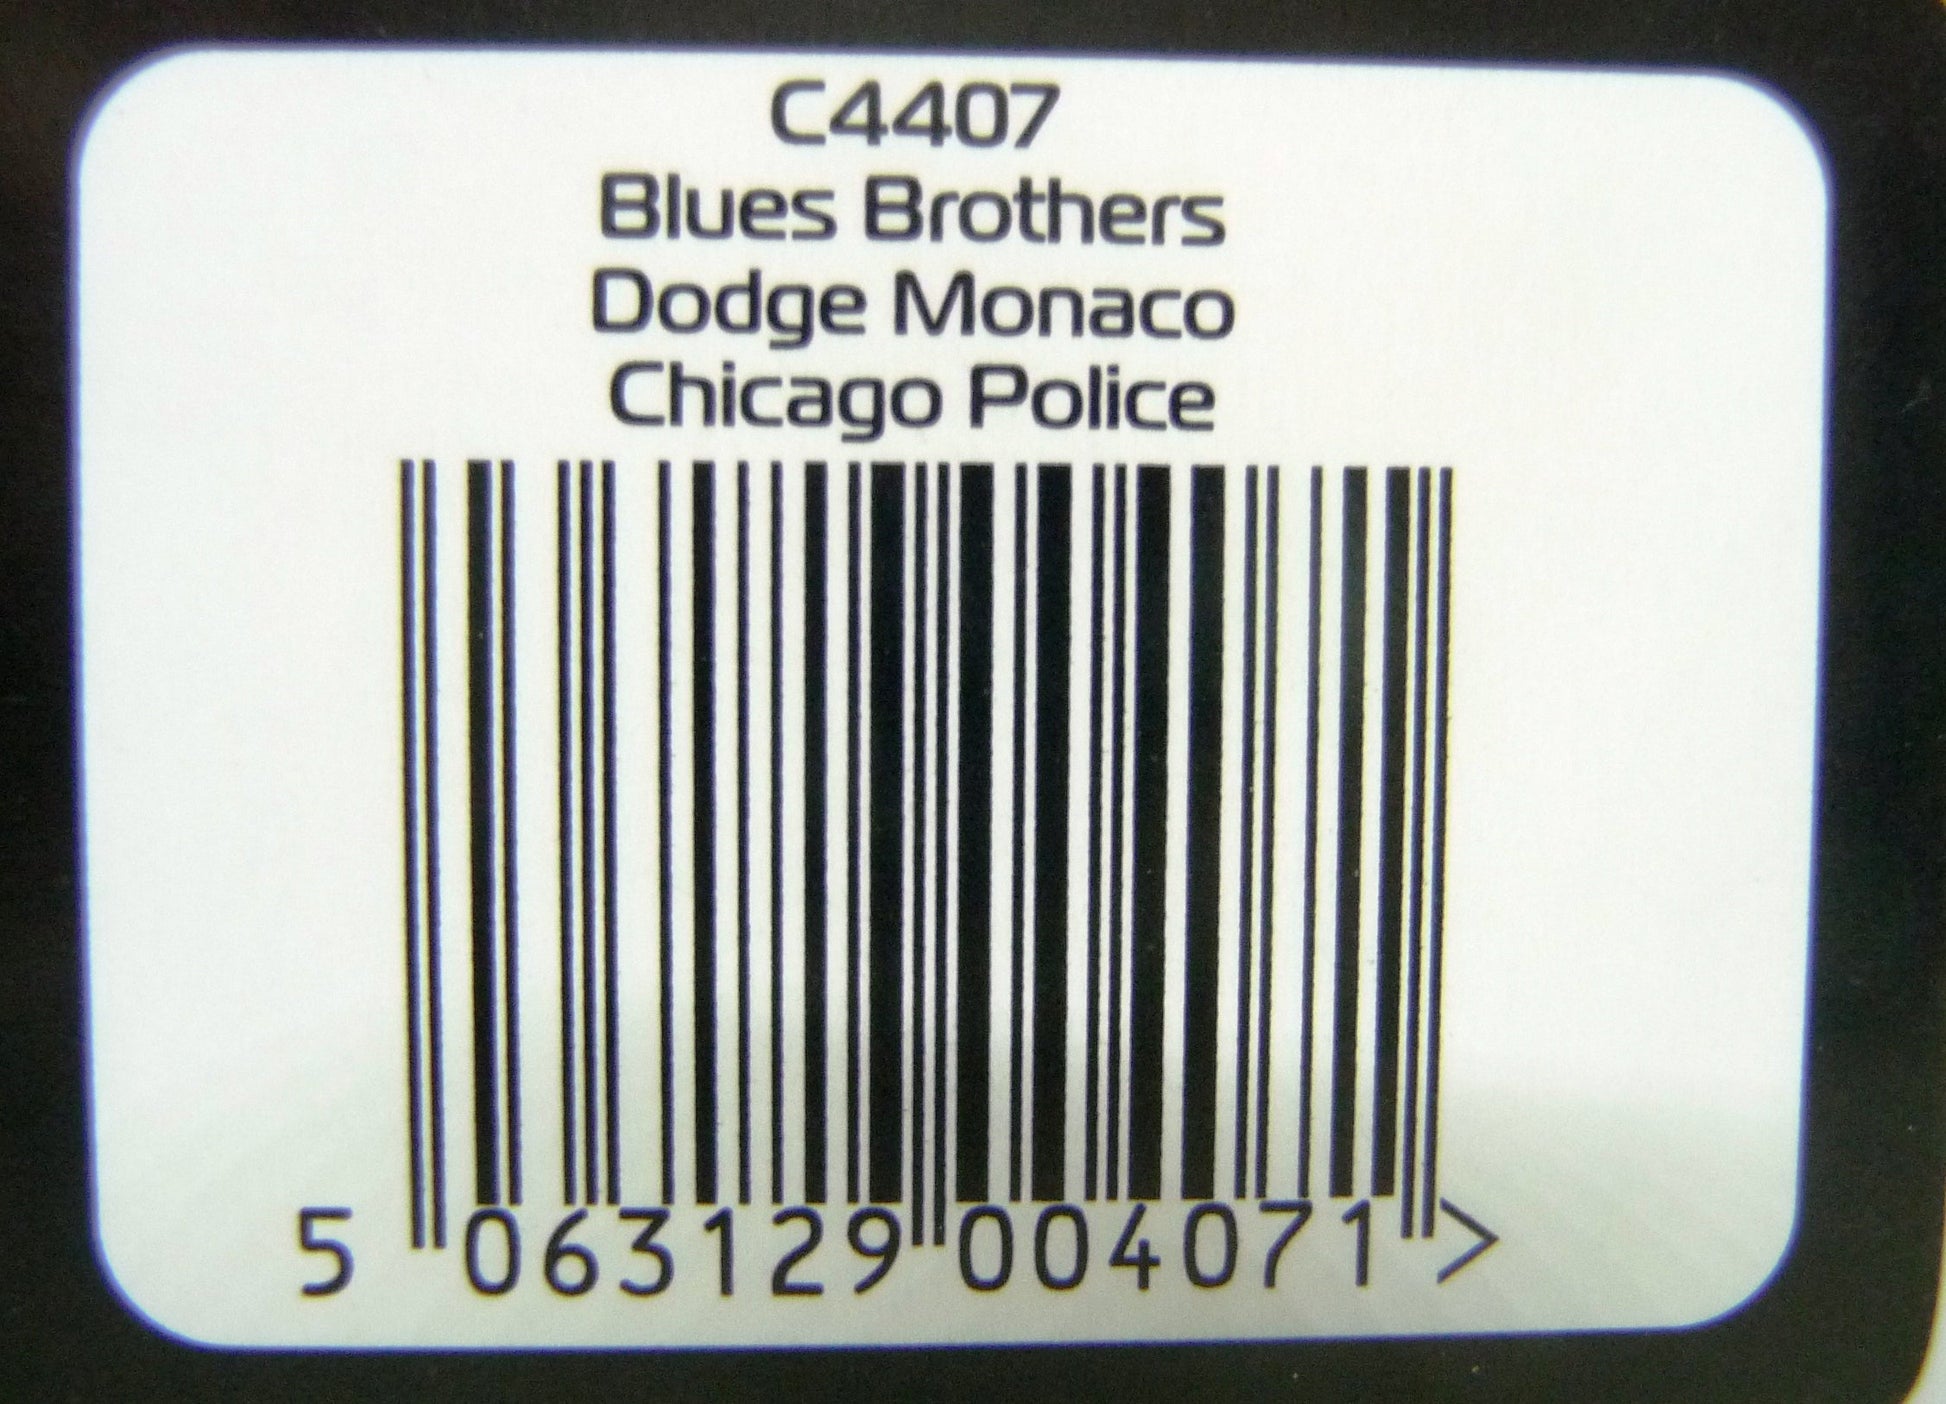 C4407
Blues Brothers
Dodge Monaco
Chicago Police
5 063129 004071 >